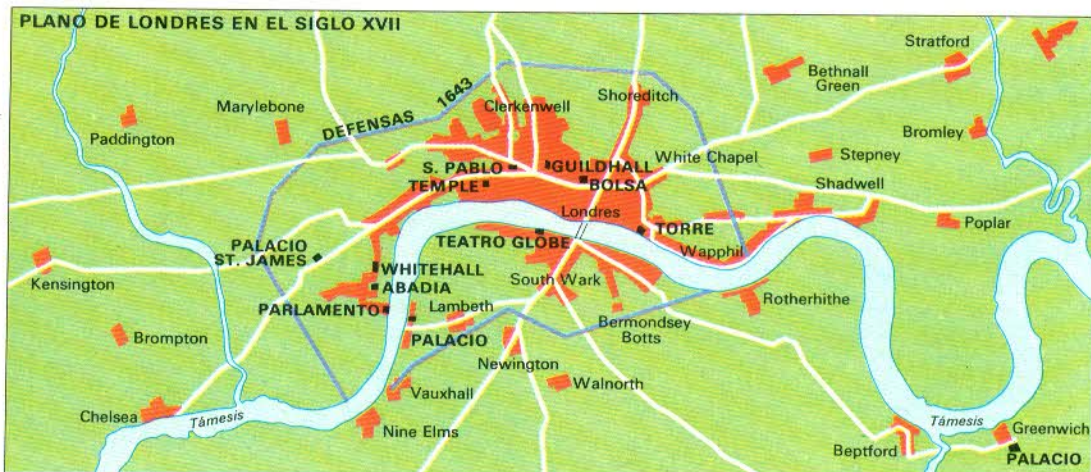 PLANO DE LONDRES EN EL SIGLO XVII
Stratford
Bethnall
Green
Marylebone
DEFENSAS 1643
Clerkenwell
Shoreditch
Paddington
Bromley
S. PABLO
GUILDHALL
White Chapel
Stepney
TEMPLE
BOLSA
Shadwell
Londres
Poplar
TEATRO GLOBE
TORRE
Wapphil
PALACIO
ST. JAMES
WHITEHALL
ABADIA
South Wark
Kensington
PARLAMENTO
Lambeth
Rotherhithe
Bermondsey
Botts
Brompton
PALACIO
Newington
Walnorth
Vauxhall
Chelsea
Támesis
Nine Elms
Támesis
Greenwich
Beptford
PALACIO